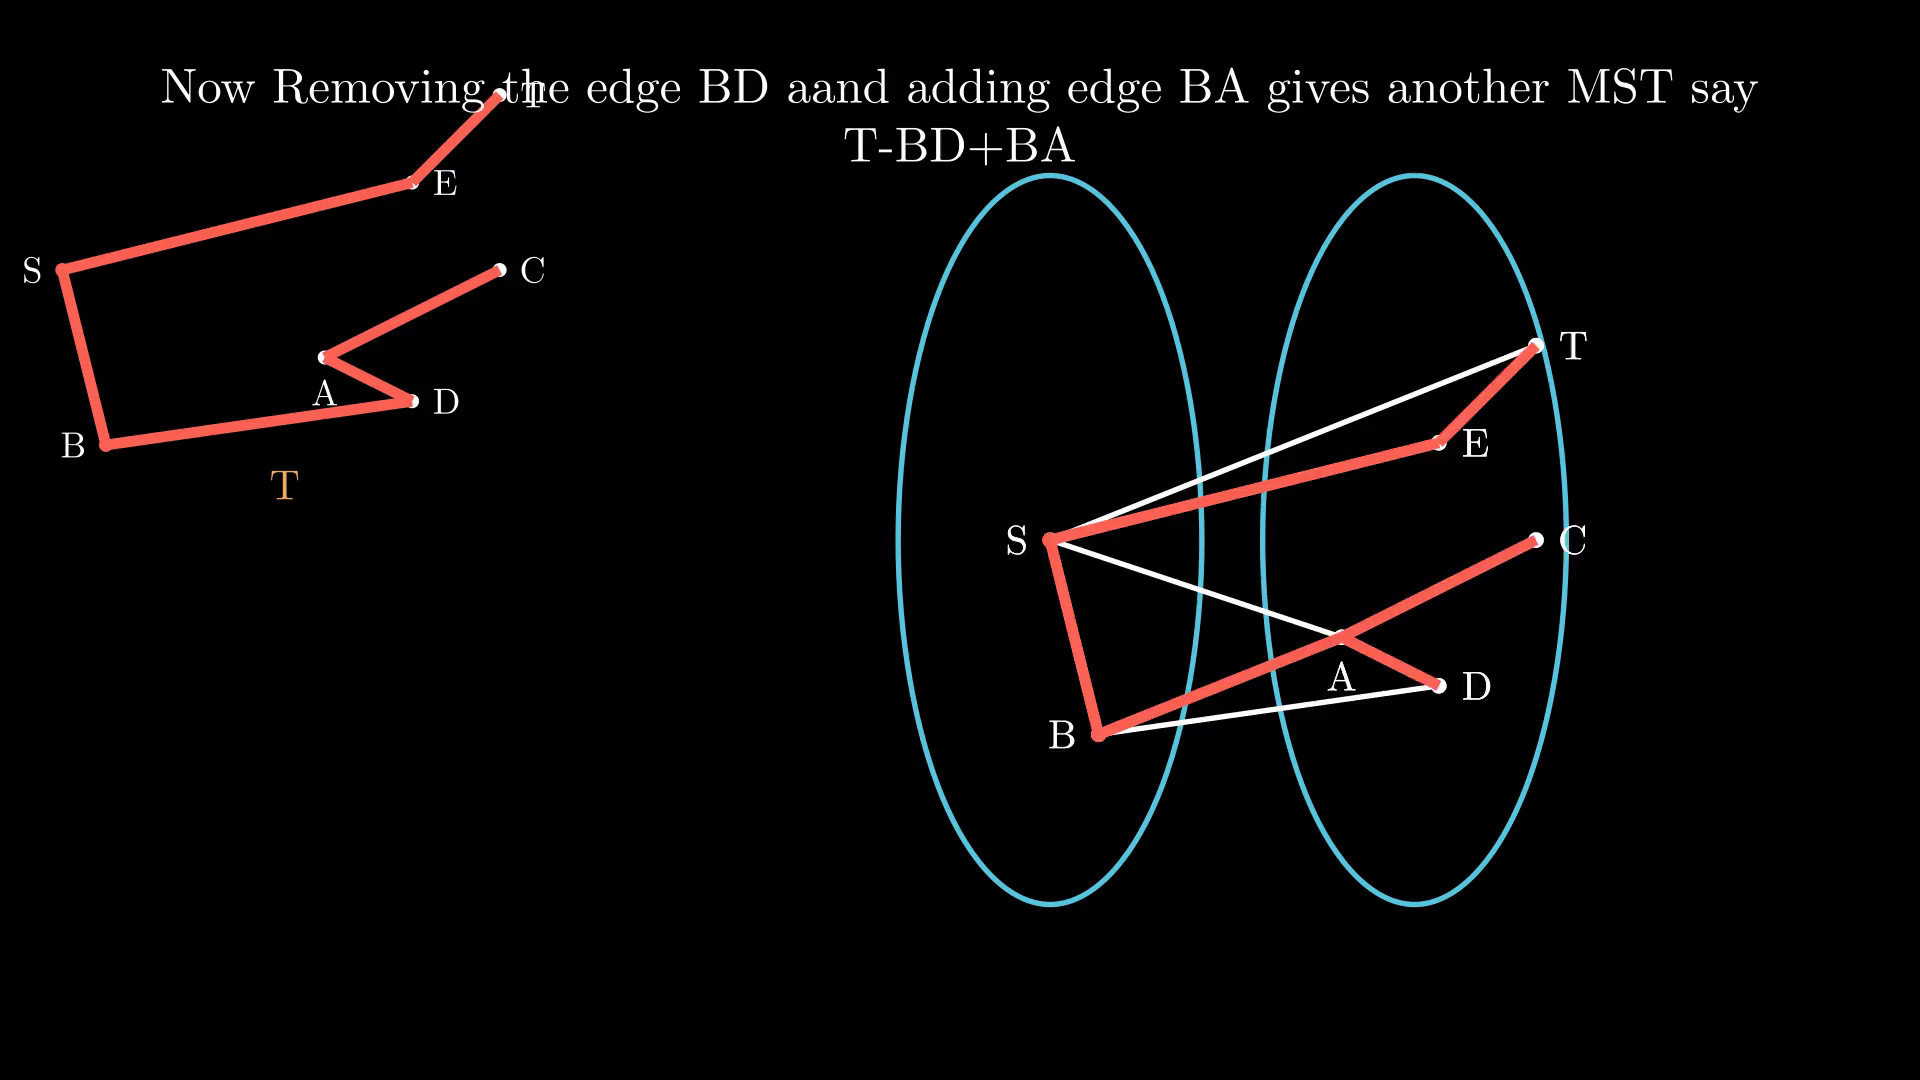 Now Removing the edge BD aand adding edge BA gives another MST say
T-BD+BA
T
E
S
C
A
D
B
T
T
E
S
C
A
D
B